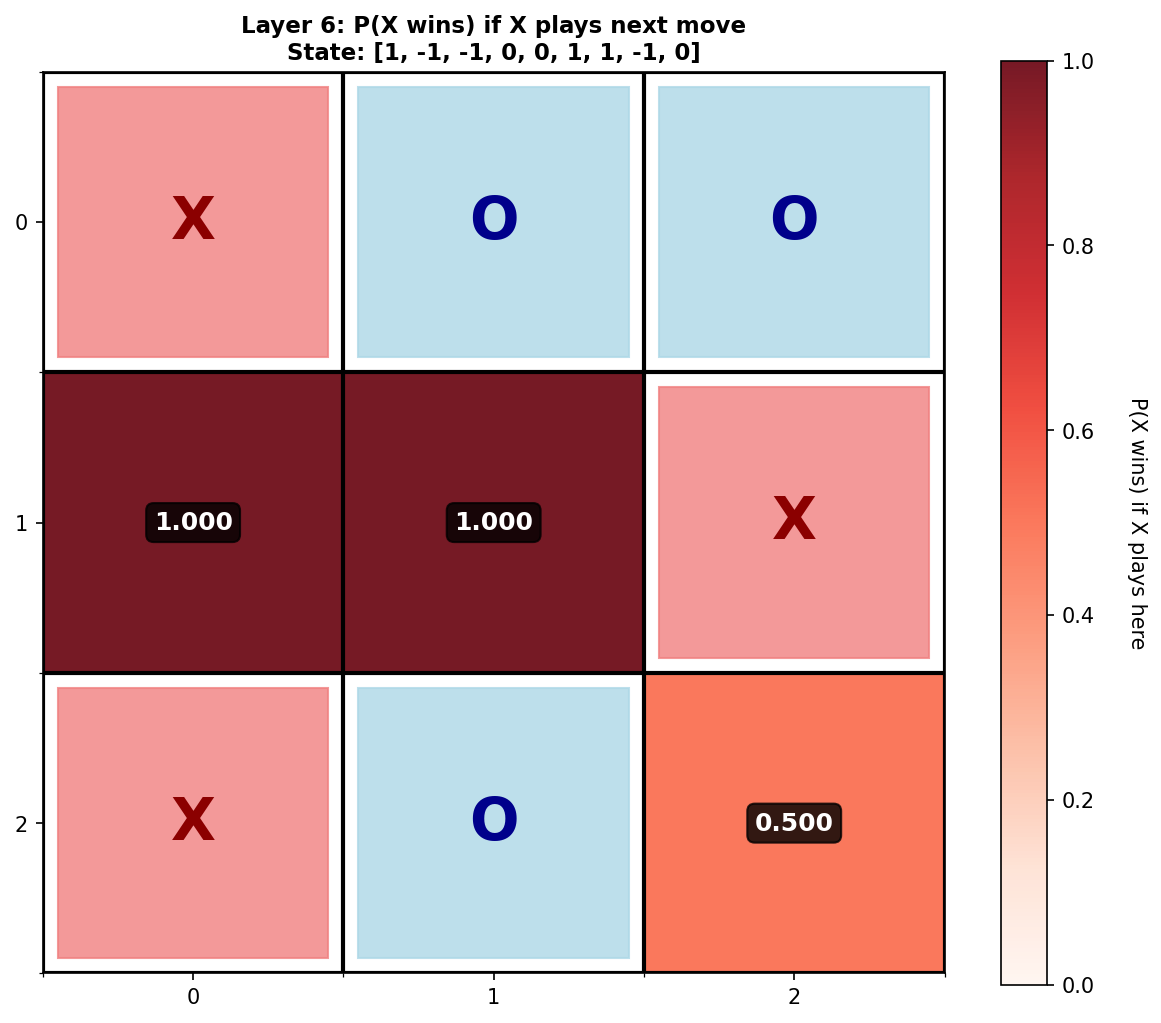 Layer 6: P(X wins) if X plays next move
State: [1, -1, -1, 0, 0, 1, 1, -1, 0]
X
O
O
0
1.000
1.000
X
1
X
O
0.500
2
0
1
2
1.0
0.8
0.6
0.4
0.2
0.0
P(X wins) if X plays here